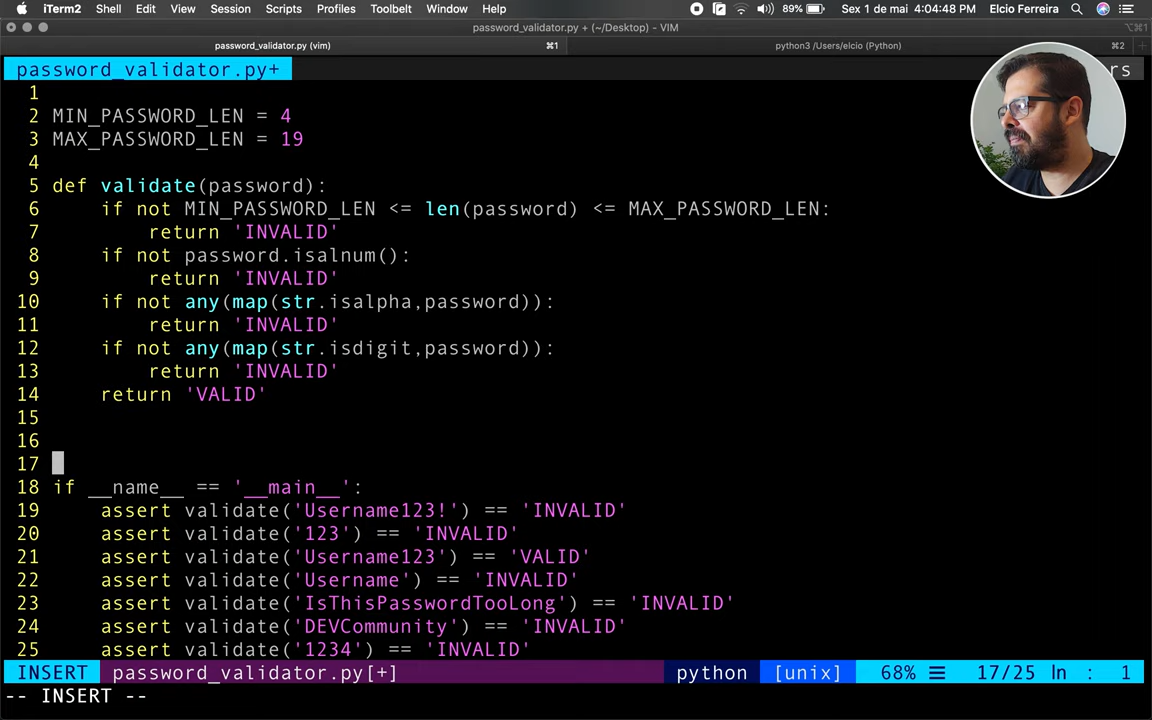 iTerm2 Shell Edit View Session Scripts Profiles Toolbelt Window Help 89% Sex 1 de mai 4:04:48 PM Elcio Ferreira
password_validator.py + (~/Desktop) - VIM ⌥⌘1
password_validator.py (vim) ⌘1 python3 /Users/elcio (Python) ⌘2
password_validator.py+ rs
1
2 MIN_PASSWORD_LEN = 4
3 MAX_PASSWORD_LEN = 19
4
5 def validate(password):
6     if not MIN_PASSWORD_LEN <= len(password) <= MAX_PASSWORD_LEN:
7         return 'INVALID'
8     if not password.isalnum():
9         return 'INVALID'
10     if not any(map(str.isalpha,password)):
11         return 'INVALID'
12     if not any(map(str.isdigit,password)):
13         return 'INVALID'
14     return 'VALID'
15
16
17
18 if __name__ == '__main__':
19     assert validate('Username123!') == 'INVALID'
20     assert validate('123') == 'INVALID'
21     assert validate('Username123') == 'VALID'
22     assert validate('Username') == 'INVALID'
23     assert validate('IsThisPasswordTooLong') == 'INVALID'
24     assert validate('DEVCommunity') == 'INVALID'
25     assert validate('1234') == 'INVALID'
INSERT password_validator.py[+] python [unix] 68% ☰ 17/25 ln : 1
-- INSERT --